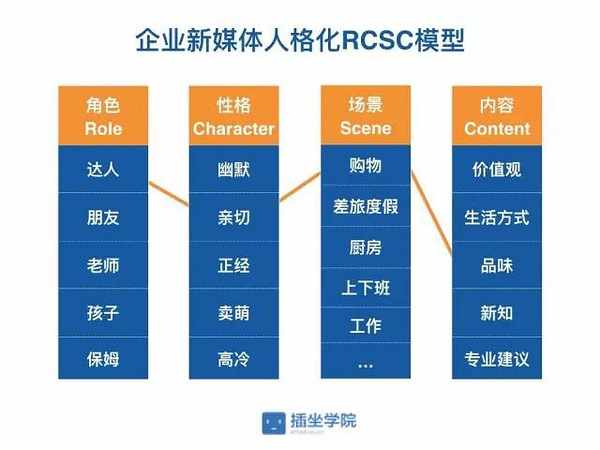 企业新媒体人格化RCSC模型
角色
Role
达人
朋友
老师
孩子
保姆
性格
Character
幽默
亲切
正经
卖萌
高冷
场景
Scene
购物
差旅度假
厨房
上下班
工作
...
内容
Content
价值观
生活方式
品味
新知
专业建议
插坐学院